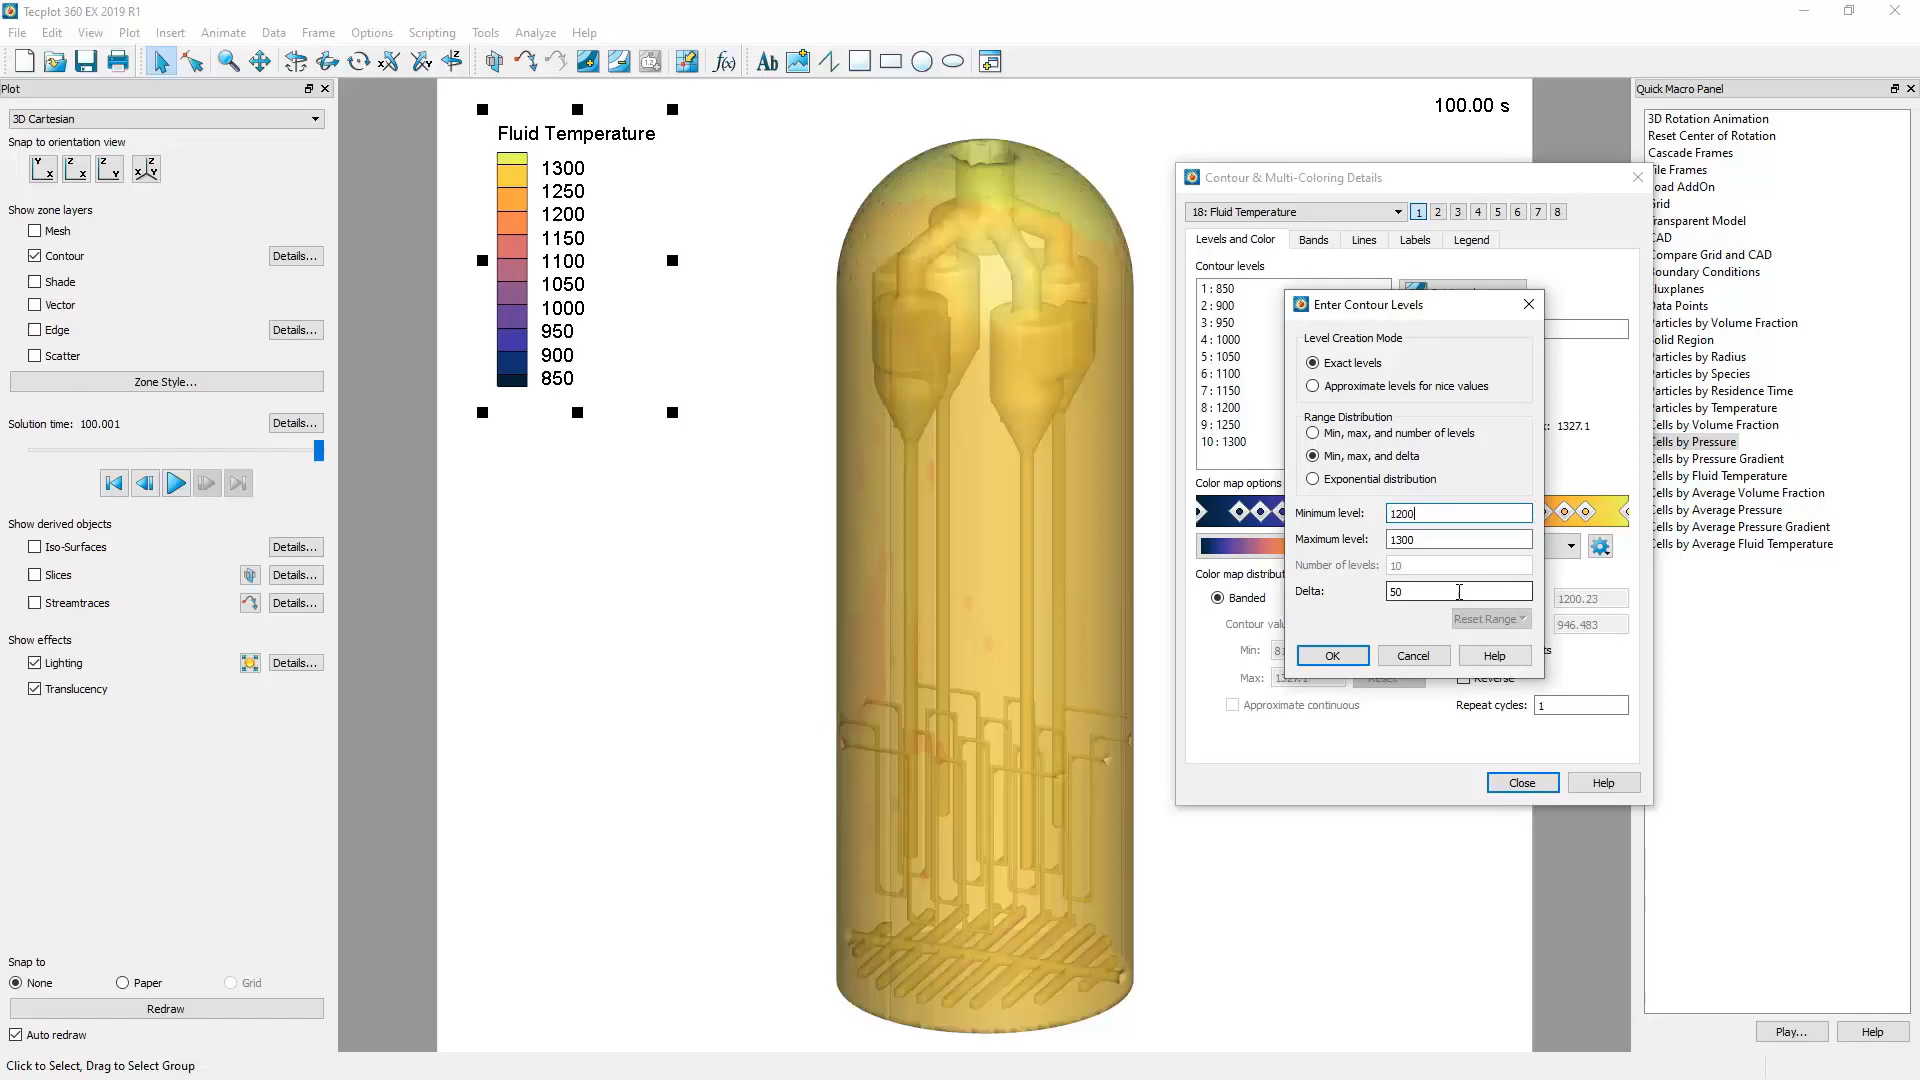 Tecplot 360 EX 2019 R1
File Edit View Plot Insert Animate Data Frame Options Scripting Tools Analyze Help
Plot
3D Cartesian
Snap to orientation view
Show zone layers
Mesh
Contour
Details...
Shade
Vector
Edge
Details...
Scatter
Zone Style...
Solution time: 100.001
Details...
Show derived objects
Iso-Surfaces
Details...
Slices
Details...
Streamtraces
Details...
Show effects
Lighting
Details...
Translucency
Snap to
None Paper Grid
Redraw
Auto redraw
Click to Select, Drag to Select Group
Fluid Temperature
1300
1250
1200
1150
1100
1050
1000
950
900
850
100.00 s
Contour & Multi-Coloring Details
18: Fluid Temperature 1 2 3 4 5 6 7 8
Levels and Color Bands Lines Labels Legend
Contour levels
1 : 850
2 : 900
3 : 950
4 : 1000
5 : 1050
6 : 1100
7 : 1150
8 : 1200
9 : 1250
10 : 1300
: 1327.1
Color map options
Color map distribut
Banded
1200.23
Contour valu
946.483
Min:
Max: 1327.1
Reset
Reverse
Approximate continuous
Repeat cycles: 1
Close Help
Enter Contour Levels
Level Creation Mode
Exact levels
Approximate levels for nice values
Range Distribution
Min, max, and number of levels
Min, max, and delta
Exponential distribution
Minimum level: 1200
Maximum level: 1300
Number of levels: 10
Delta: 50
Reset Range
OK Cancel Help
Quick Macro Panel
3D Rotation Animation
Reset Center of Rotation
Cascade Frames
ile Frames
oad AddOn
rid
ransparent Model
AD
ompare Grid and CAD
oundary Conditions
luxplanes
ata Points
articles by Volume Fraction
olid Region
articles by Radius
articles by Species
articles by Residence Time
articles by Temperature
ells by Volume Fraction
ells by Pressure
ells by Pressure Gradient
ells by Fluid Temperature
ells by Average Volume Fraction
ells by Average Pressure
ells by Average Pressure Gradient
ells by Average Fluid Temperature
Play... Help